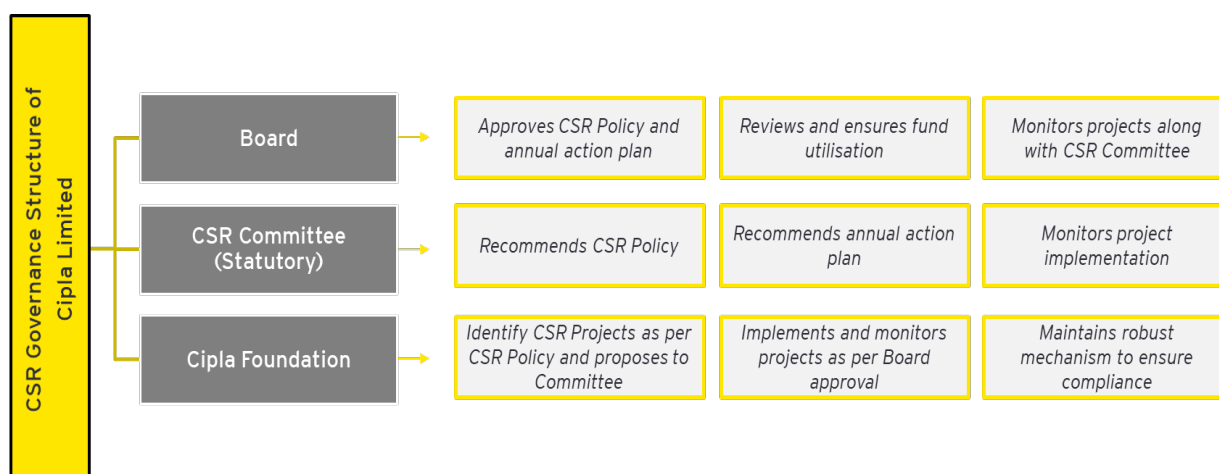 CSR Governance Structure of
Cipla Limited
Board
Approves CSR Policy and
annual action plan
Reviews and ensures fund
utilisation
Monitors projects along
with CSR Committee
CSR Committee
(Statutory)
Recommends CSR Policy
Recommends annual action
plan
Monitors project
implementation
Cipla Foundation
Identify CSR Projects as per
CSR Policy and proposes to
Committee
Implements and monitors
projects as per Board
approval
Maintains robust
mechanism to ensure
compliance